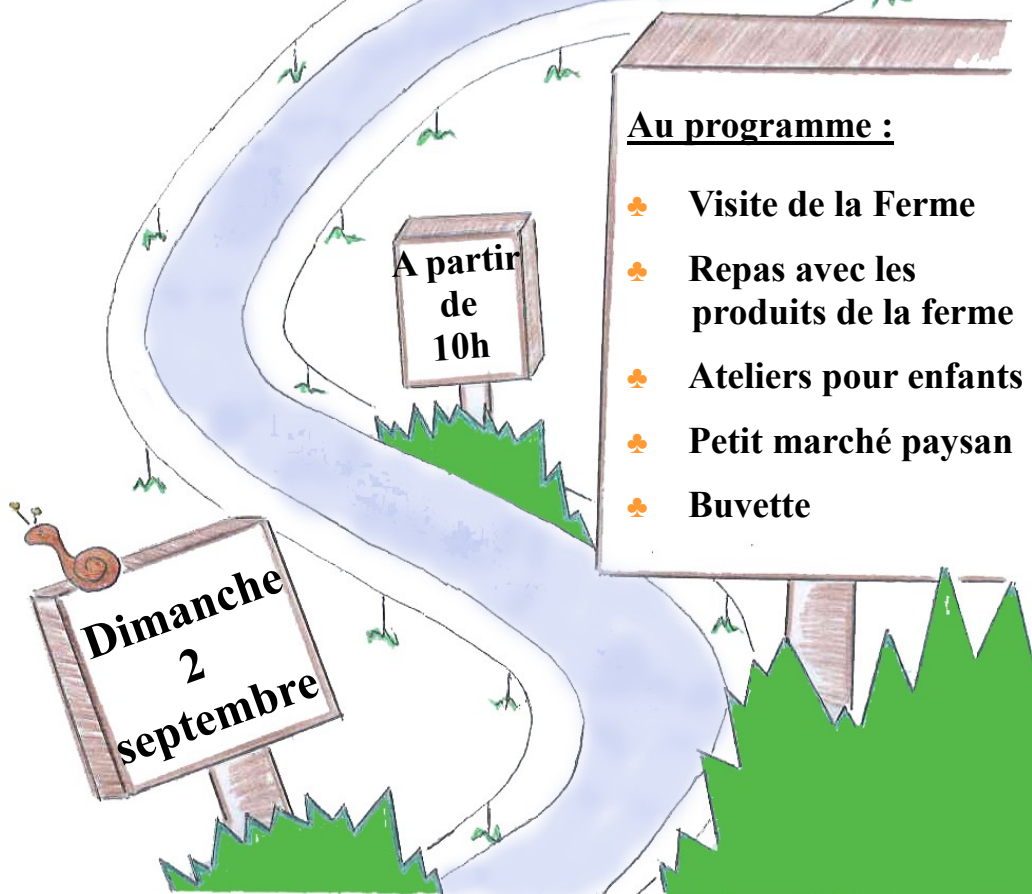 Au programme :
♣ Visite de la Ferme
♣ Repas avec les
produits de la ferme
♣ Ateliers pour enfants
♣ Petit marché paysan
♣ Buvette
A partir
de
10h
Dimanche
2
septembre